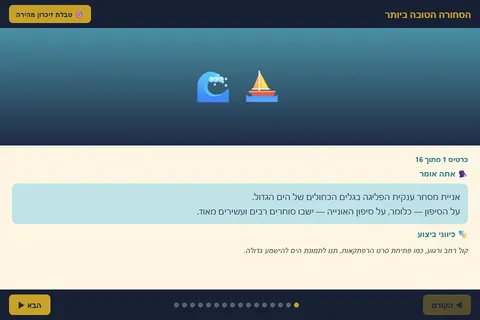 הסחורה הטובה ביותר
טבלת זיכרון מהירה
כרטיס 1 מתוך 16
אתה אומר
אניית מסחר ענקית הפליגה בגלים הכחולים של הים הגדול.
על הסיפון — כלומר, על סיפון האונייה — ישבו סוחרים רבים ועשירים מאוד.
כיווני ביצוע
קול רחב ורגוע, כמו פתיחת סרט הרפתקאות. תנו לתמונת הים להישמע גדולה.
הקודם
הבא